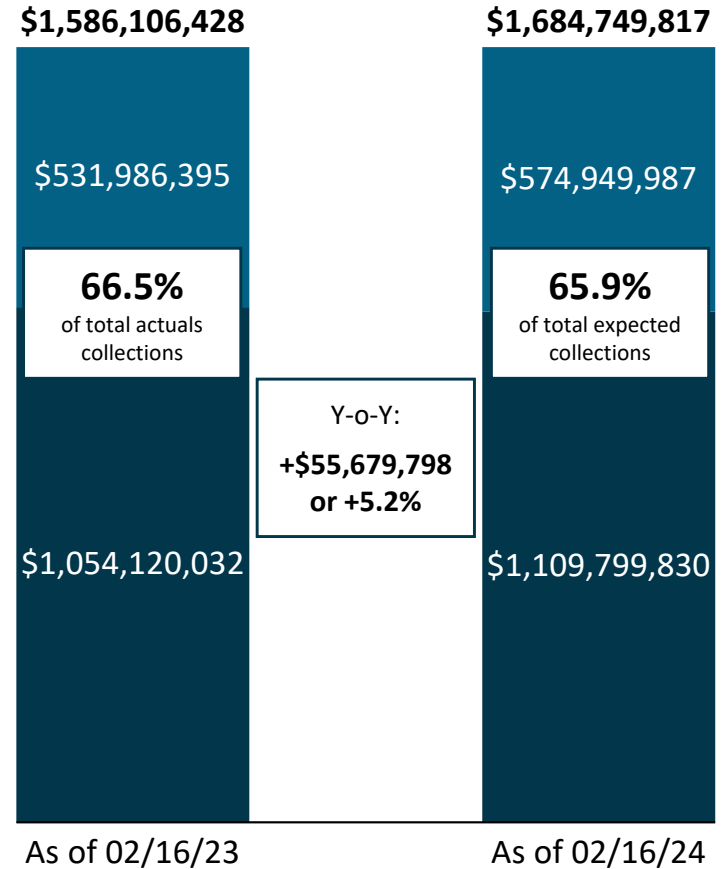 $1,586,106,428
$1,684,749,817
$531,986,395
$574,949,987
66.5%
of total actuals
collections
65.9%
of total expected
collections
Y-o-Y:
+$55,679,798
or +5.2%
$1,054,120,032
$1,109,799,830
As of 02/16/23
As of 02/16/24